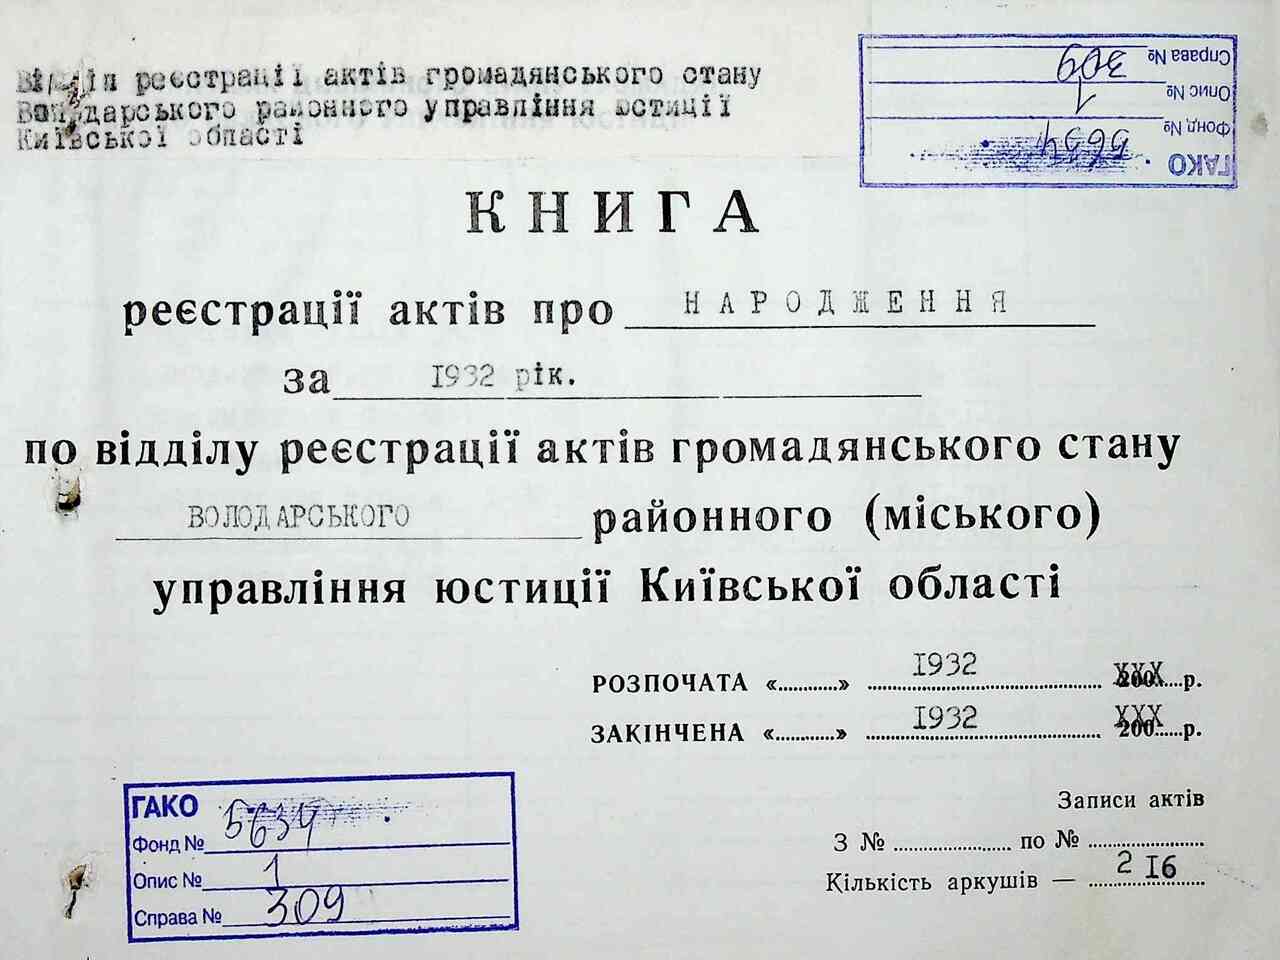 Відділ реєстрації актів громадянського стану
Володарського районного управління юстиції
Київської області
ГАКО
Фонд № 5634
Опис № 1
Справа № 309
КНИГА
реєстрації актів про НАРОДЖЕННЯ
за 1932 рік.
по відділу реєстрації актів громадянського стану
ВОЛОДАРСЬКОГО районного (міського)
управління юстиції Київської області
РОЗПОЧАТА «............» 1932 200......р.
ЗАКІНЧЕНА «............» 1932 200......р.
Записи актів
З № .................... по № ....................
Кількість аркушів — 216
ГАКО
Фонд № 5634
Опис № 1
Справа № 309